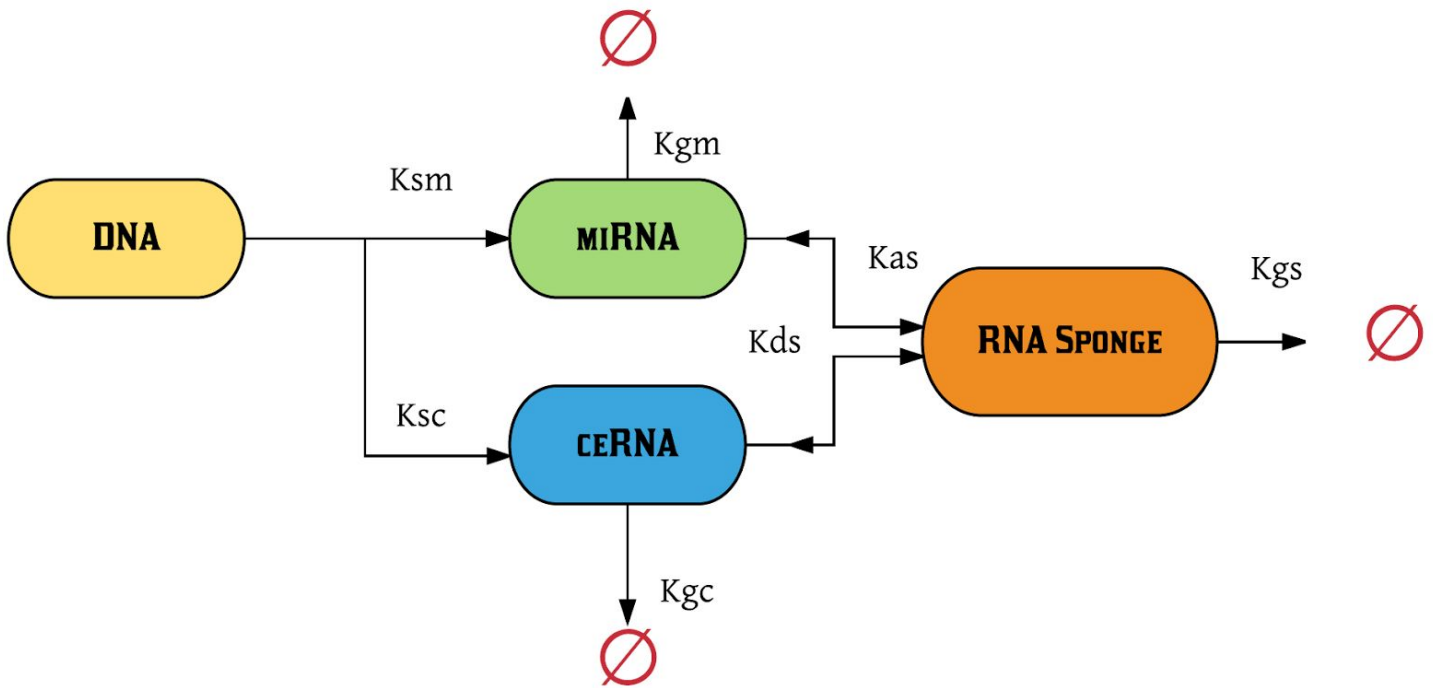 Kgm
Ksm
DNA
miRNA
Kas
Kgs
Kds
RNA Sponge
Ksc
ceRNA
Kgc